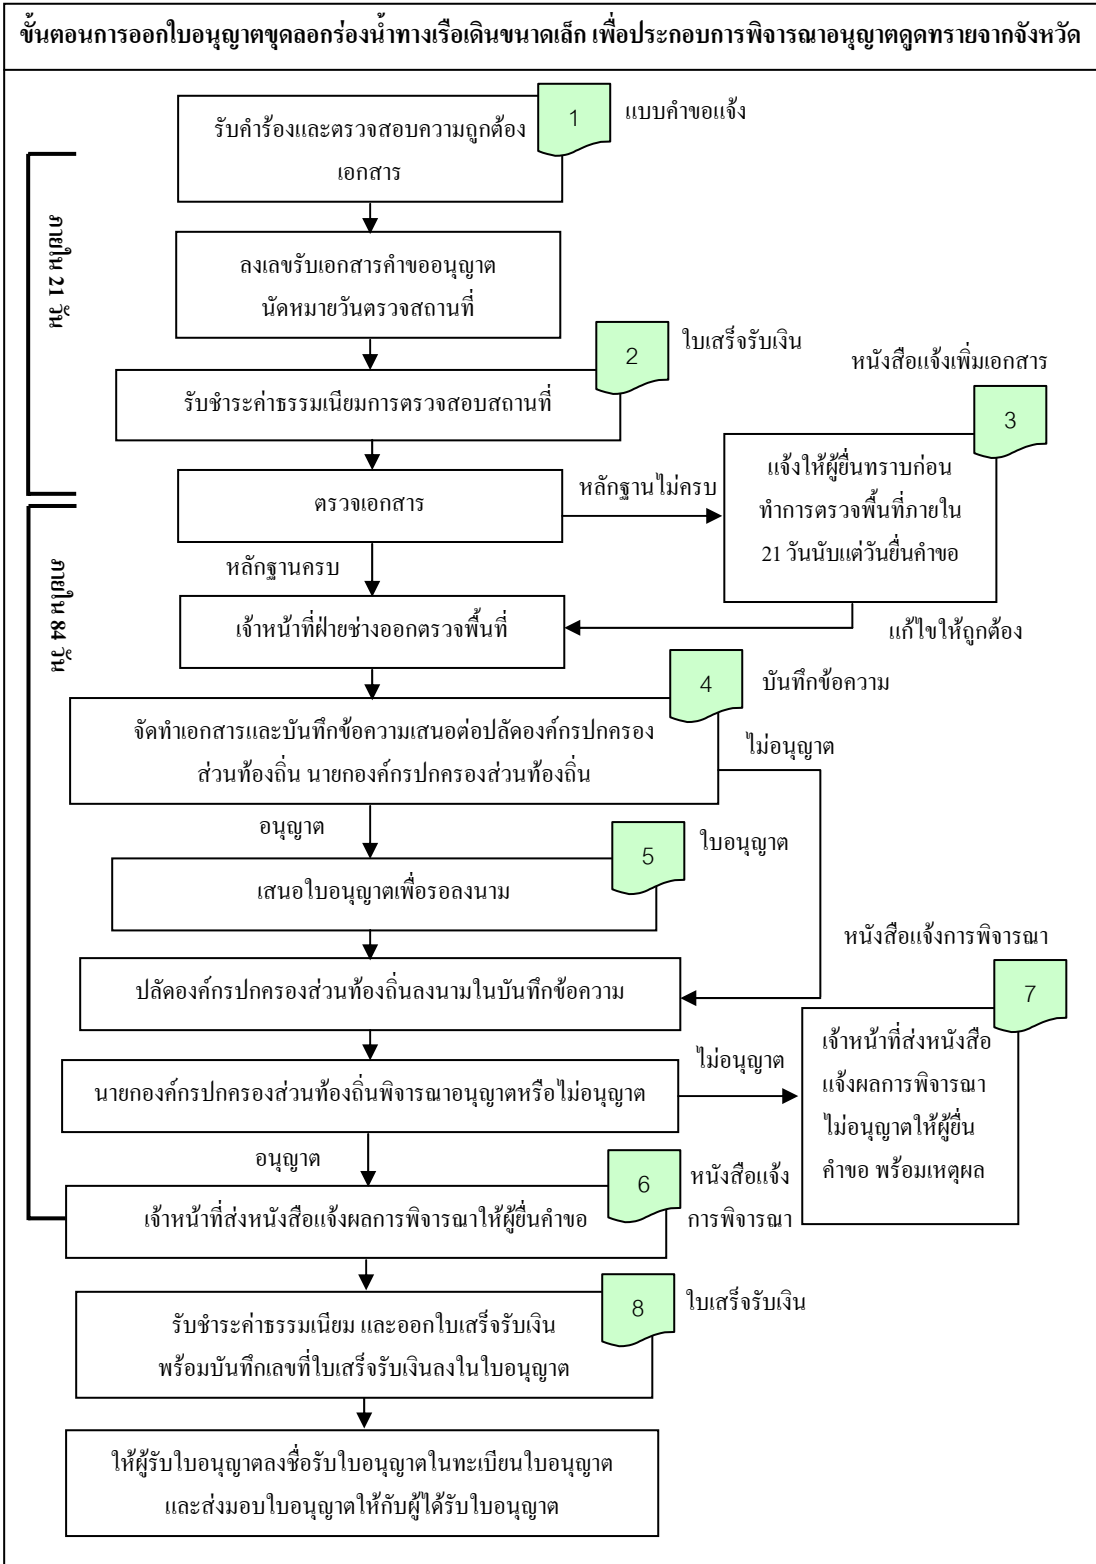 ขั้นตอนการออกใบอนุญาตขุดลอกร่องน้ำทางเรือเดินขนาดเล็ก เพื่อประกอบการพิจารณาอนุญาตดูดทรายจากจังหวัด
รับคำร้องและตรวจสอบความถูกต้อง
เอกสาร
1
แบบคำขอแจ้ง
ภายใน 21 วัน
ลงเลขรับเอกสารคำขออนุญาต
นัดหมายวันตรวจสถานที่
2
ใบเสร็จรับเงิน
รับชำระค่าธรรมเนียมการตรวจสอบสถานที่
หนังสือแจ้งเพิ่มเอกสาร
3
ตรวจเอกสาร
หลักฐานไม่ครบ
แจ้งให้ผู้ยื่นทราบก่อน
ทำการตรวจพื้นที่ภายใน
21 วันนับแต่วันยื่นคำขอ
หลักฐานครบ
ภายใน 84 วัน
เจ้าหน้าที่ฝ่ายช่างออกตรวจพื้นที่
แก้ไขให้ถูกต้อง
4
บันทึกข้อความ
จัดทำเอกสารและบันทึกข้อความเสนอต่อปลัดองค์กรปกครอง
ส่วนท้องถิ่น นายกองค์กรปกครองส่วนท้องถิ่น
ไม่อนุญาต
อนุญาต
5
ใบอนุญาต
เสนอใบอนุญาตเพื่อรอลงนาม
หนังสือแจ้งการพิจารณา
7
ปลัดองค์กรปกครองส่วนท้องถิ่นลงนามในบันทึกข้อความ
นายกองค์กรปกครองส่วนท้องถิ่นพิจารณาอนุญาตหรือไม่อนุญาต
ไม่อนุญาต
เจ้าหน้าที่ส่งหนังสือ
แจ้งผลการพิจารณา
ไม่อนุญาตให้ผู้ยื่น
คำขอ พร้อมเหตุผล
อนุญาต
6
หนังสือแจ้ง
การพิจารณา
เจ้าหน้าที่ส่งหนังสือแจ้งผลการพิจารณาให้ผู้ยื่นคำขอ
8
ใบเสร็จรับเงิน
รับชำระค่าธรรมเนียม และออกใบเสร็จรับเงิน
พร้อมบันทึกเลขที่ใบเสร็จรับเงินลงในใบอนุญาต
ให้ผู้รับใบอนุญาตลงชื่อรับใบอนุญาตในทะเบียนใบอนุญาต
และส่งมอบใบอนุญาตให้กับผู้ได้รับใบอนุญาต